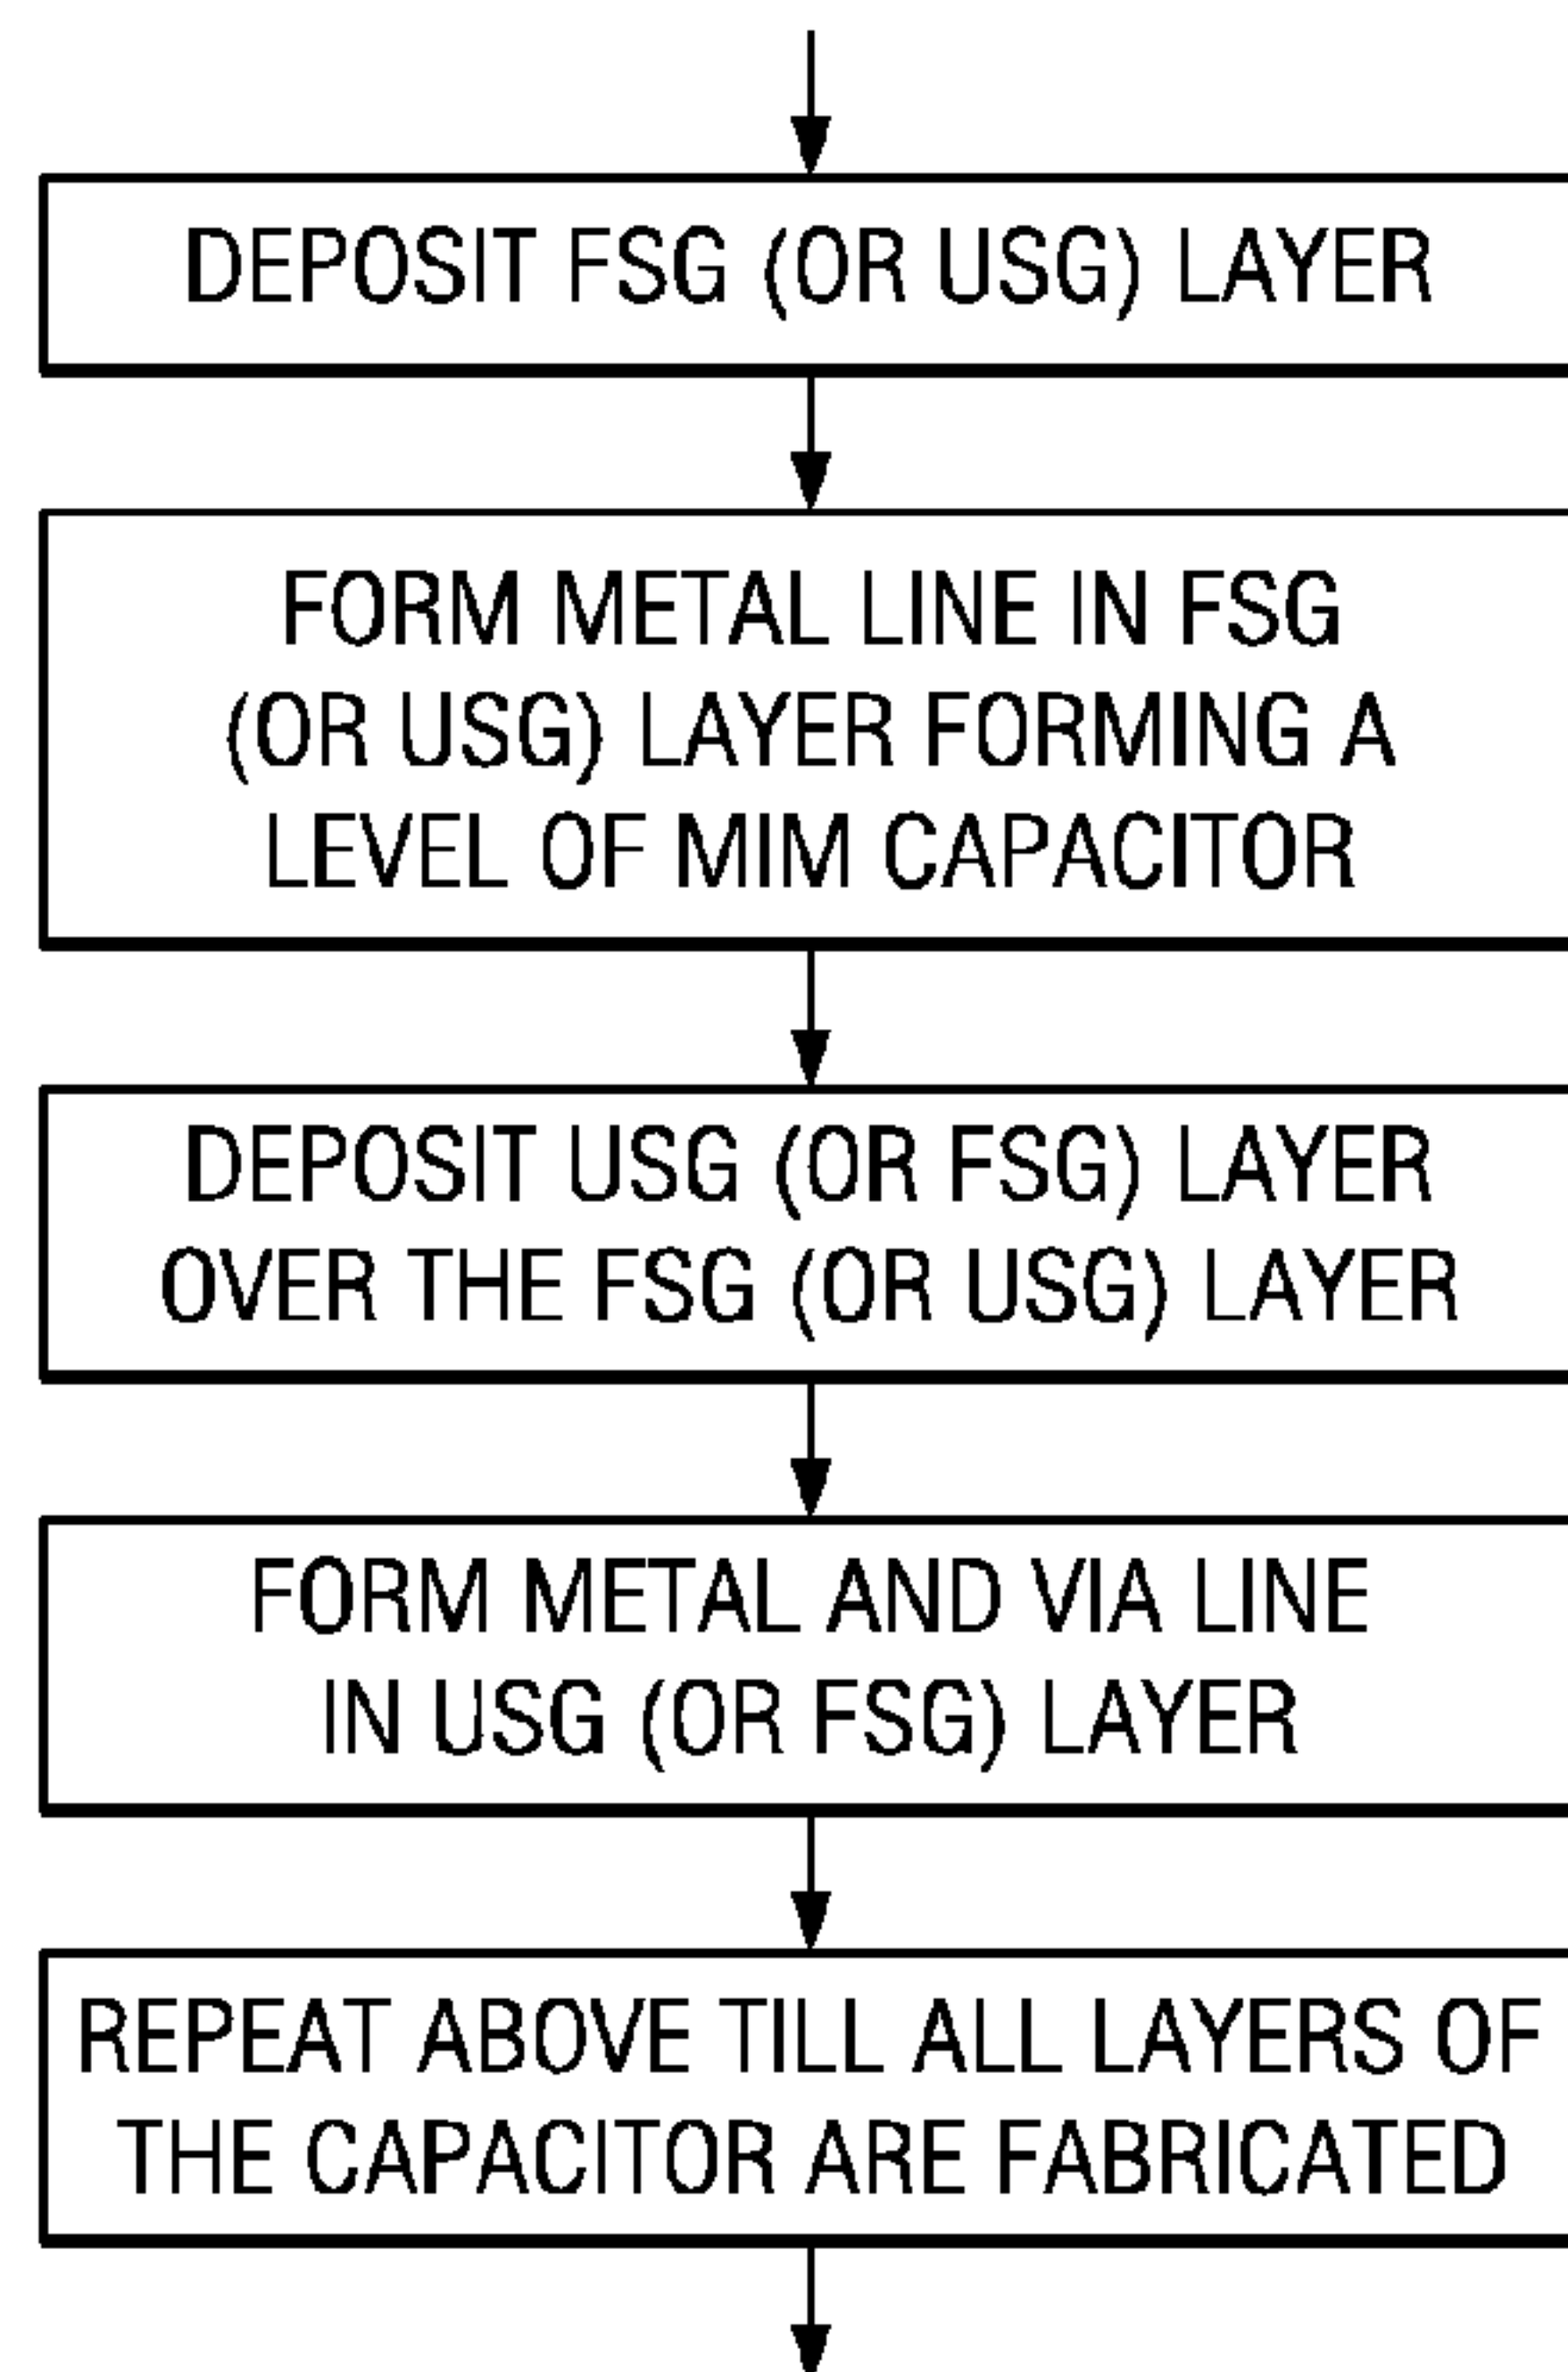 DEPOSIT FSG (OR USG) LAYER
FORM METAL LINE IN FSG
(OR USG) LAYER FORMING A
LEVEL OF MIM CAPACITOR
DEPOSIT USG (OR FSG) LAYER
OVER THE FSG (OR USG) LAYER
FORM METAL AND VIA LINE
IN USG (OR FSG) LAYER
REPEAT ABOVE TILL ALL LAYERS OF
THE CAPACITOR ARE FABRICATED